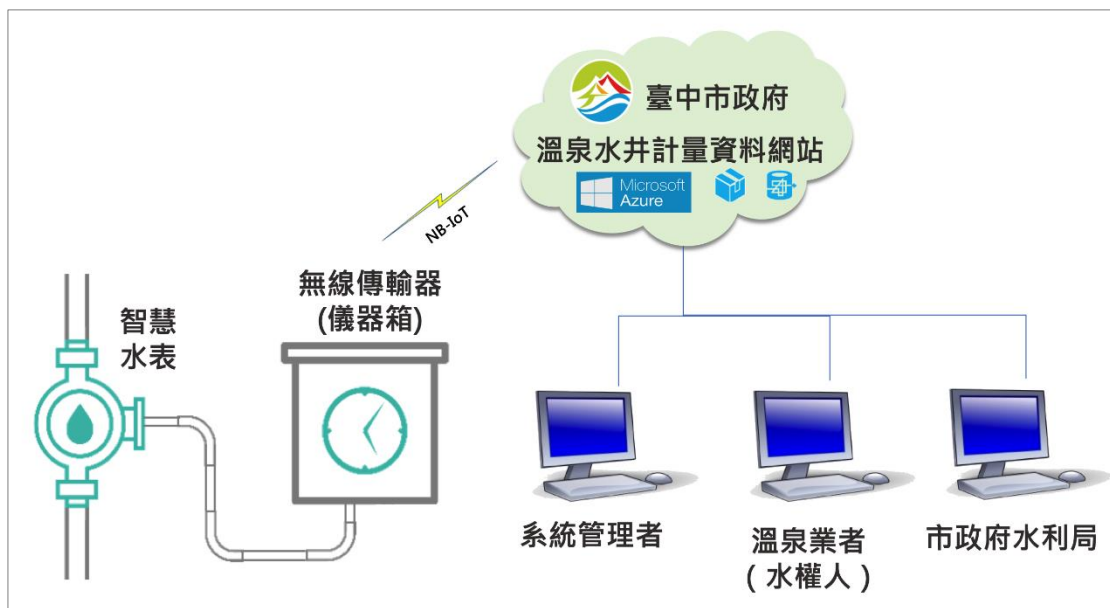 臺中市政府
溫泉水井計量資料網站
Microsoft
Azure
NB-IoT
無線傳輸器
(儀器箱)
智慧
水表
系統管理者
溫泉業者
(水權人)
市政府水利局